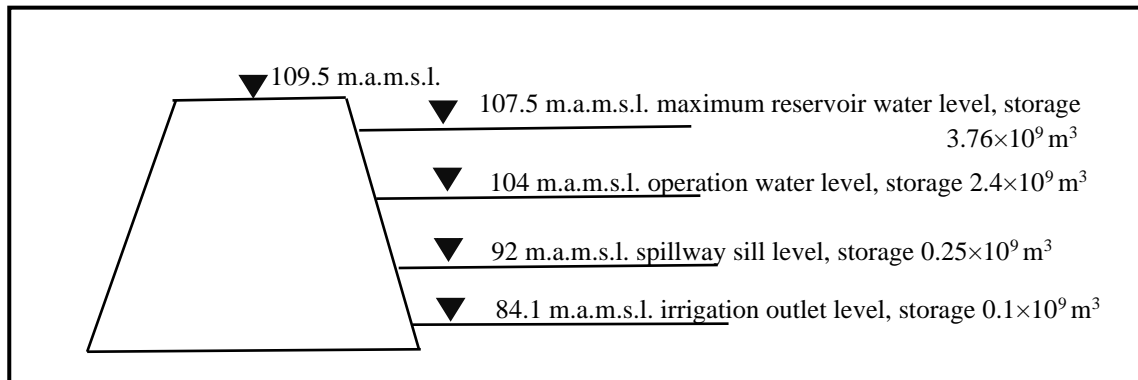 109.5 m.a.m.s.l.
107.5 m.a.m.s.l. maximum reservoir water level, storage
3.76×10⁹ m³
104 m.a.m.s.l. operation water level, storage 2.4×10⁹ m³
92 m.a.m.s.l. spillway sill level, storage 0.25×10⁹ m³
84.1 m.a.m.s.l. irrigation outlet level, storage 0.1×10⁹ m³